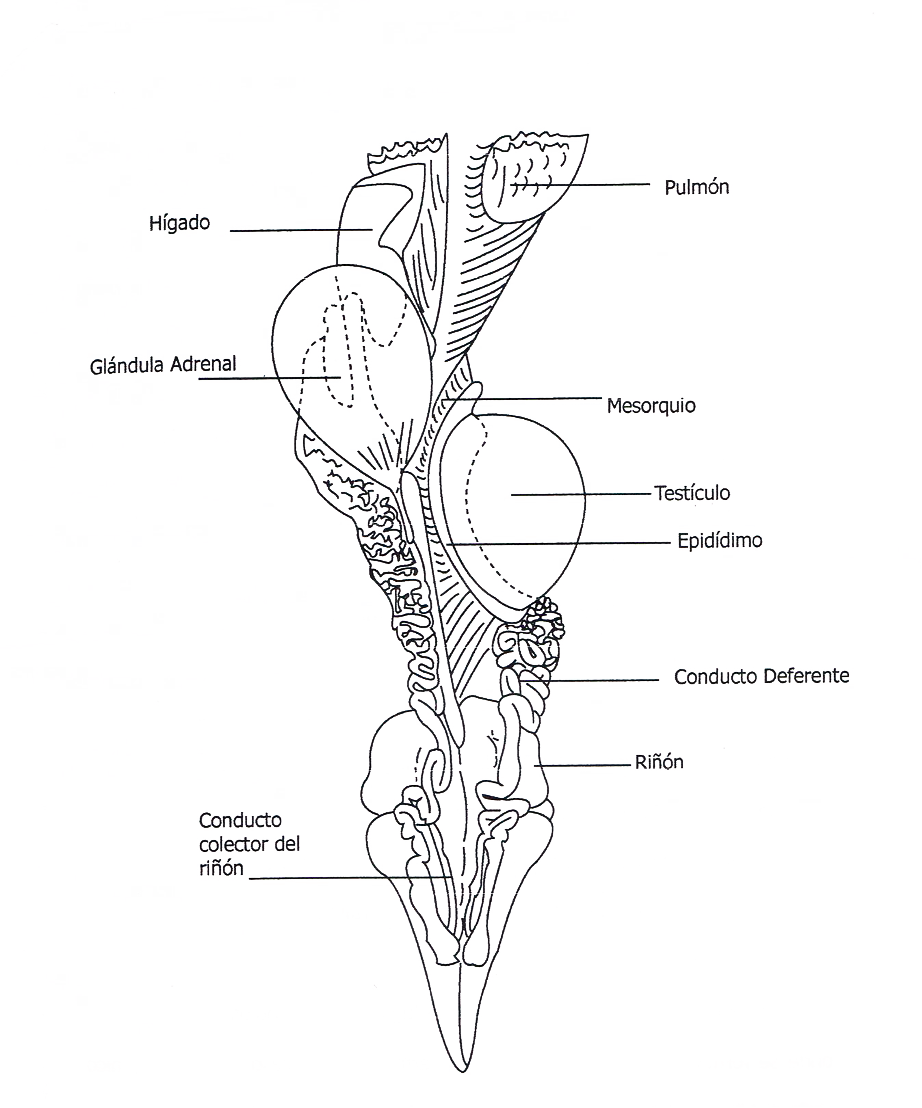 Pulmón
Hígado
Glándula Adrenal
Mesorquio
Testículo
Epidídimo
Conducto Deferente
Riñón
Conducto
colector del
riñón